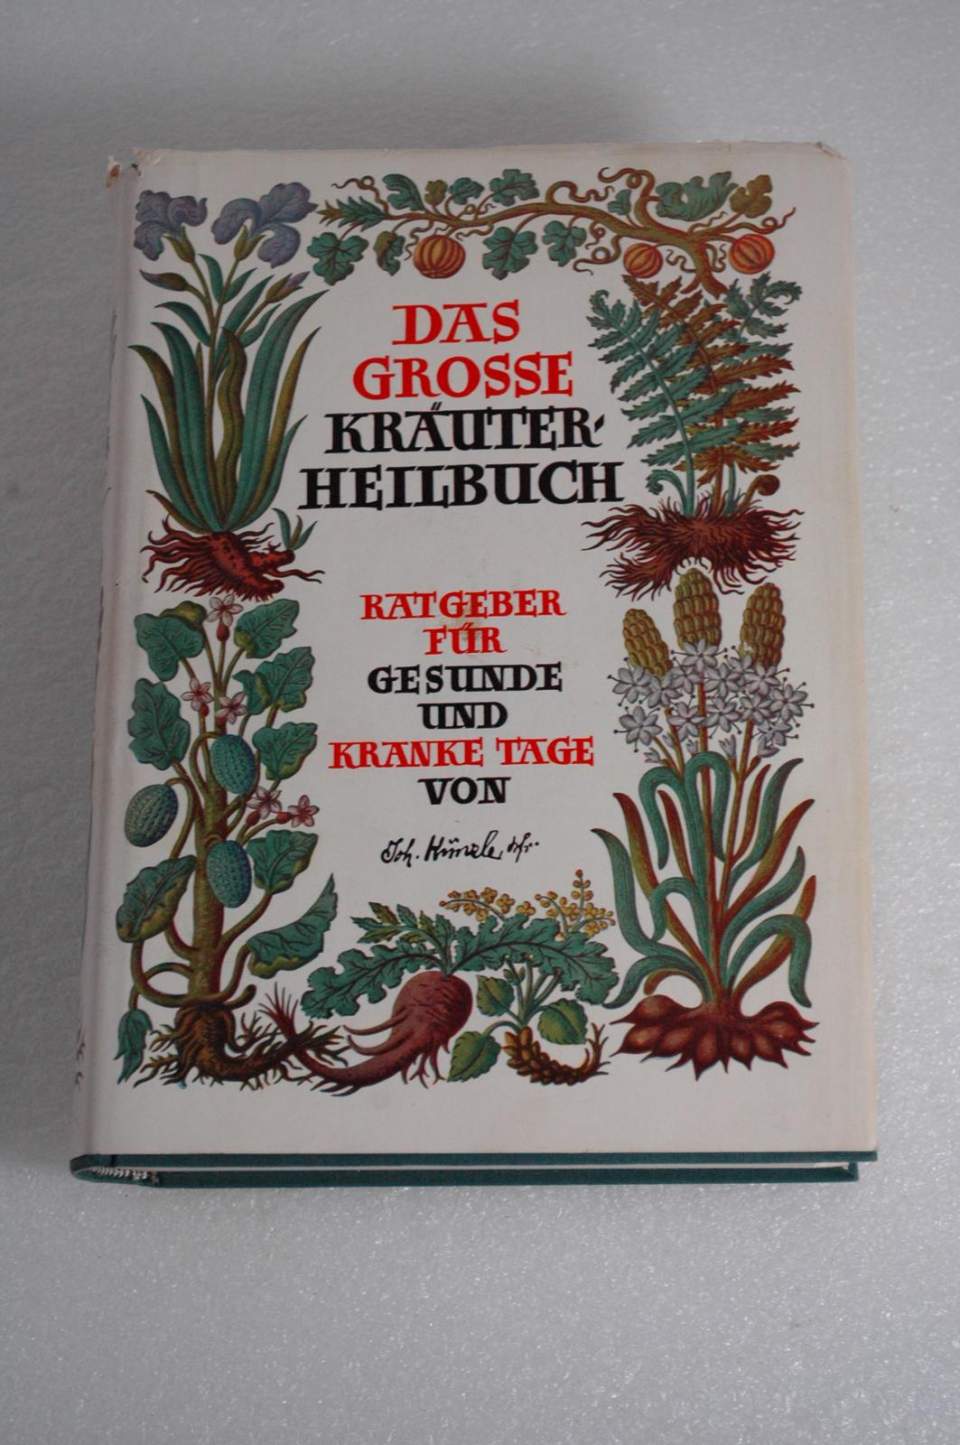 DAS
GROSSE
KRÄUTER-
HEILBUCH
RATGEBER
FÜR
GESUNDE
UND
KRANKE TAGE
VON
Joh. Künzle